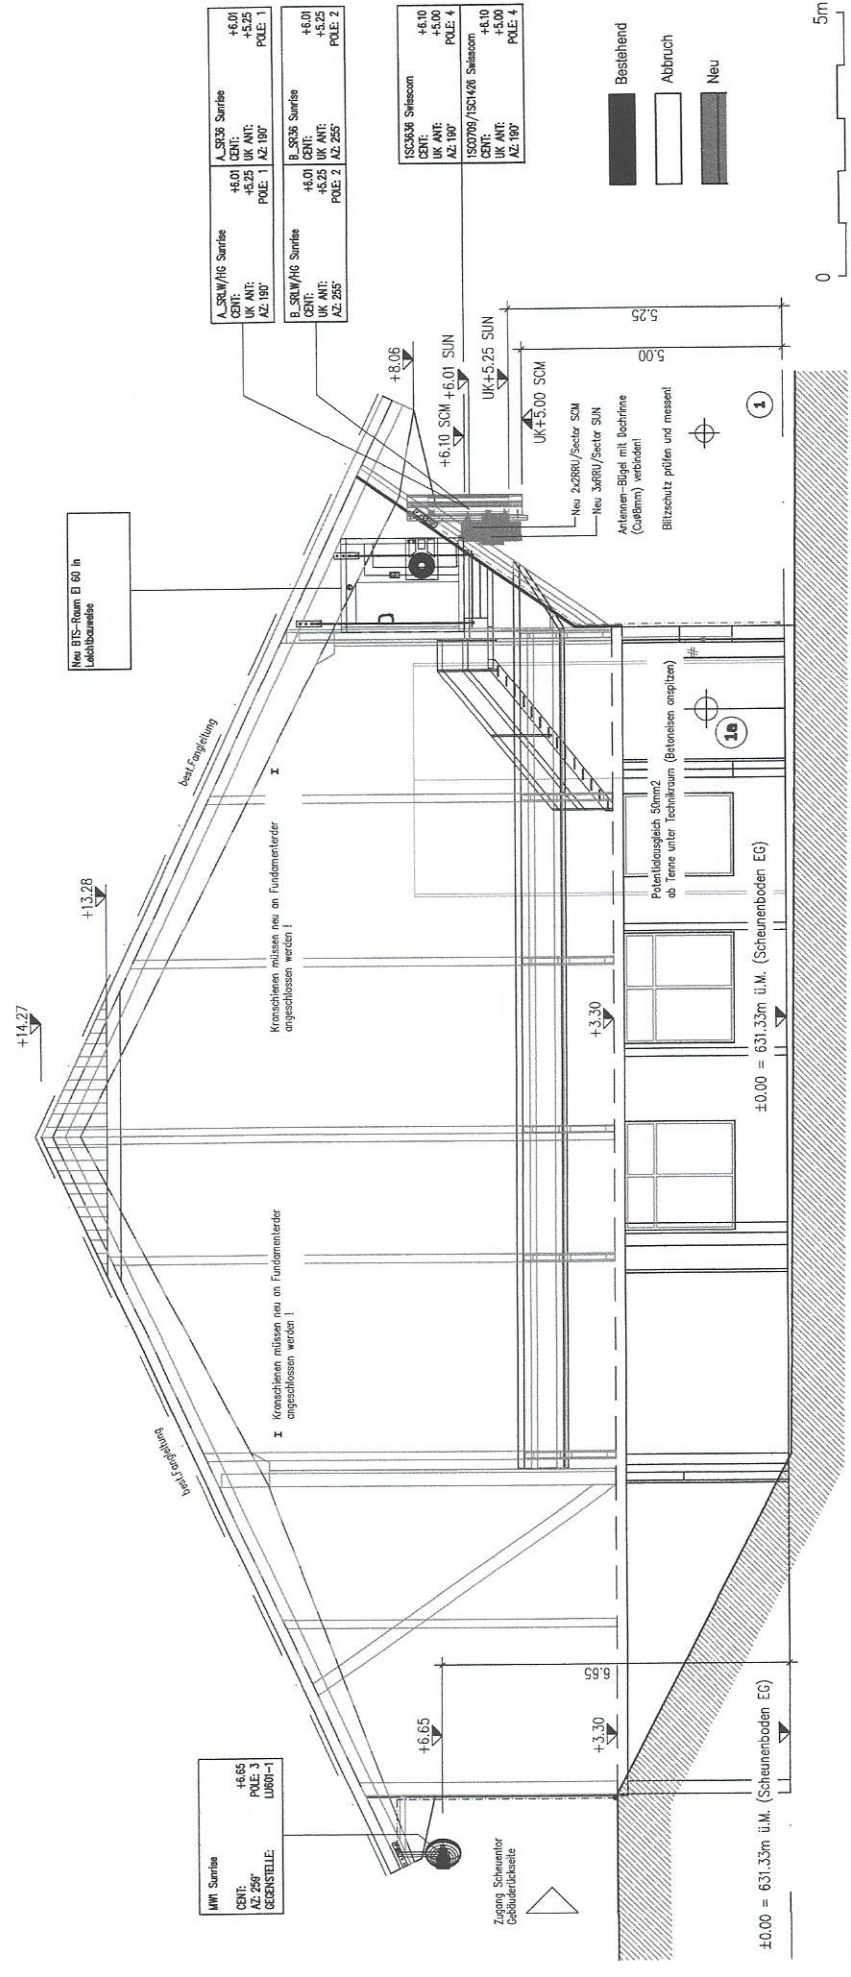 MW1 Sunrise
CENT: +6.65
AZ: 259° POLE: 3
GEGENSTELLE: LU601-1
Zugang Scheuentor
Gebäuderückseite
±0.00 = 631.33m ü.M. (Scheunenboden EG)
+6.65
+3.30
6.65
best.Fangleitung
Kranschienen müssen neu an Fundamenterder
angeschlossen werden !
+14.27
+13.28
Kranschienen müssen neu an Fundamenterder
angeschlossen werden !
best.Fangleitung
+3.30
±0.00 = 631.33m ü.M. (Scheunenboden EG)
Potentialausgleich 50mm2
ab Tenne unter Technikraum (Betoneisen anspitzen)
1a
#
Neu BTS-Raum EI 60 in
Leichtbauweise
A_SRLW/HG Sunrise
CENT: +6.01
UK ANT: +5.25
AZ: 190° POLE: 1
A_SR36 Sunrise
CENT: +6.01
UK ANT: +5.25
AZ: 190° POLE: 1
B_SRLW/HG Sunrise
CENT: +6.01
UK ANT: +5.25
AZ: 255° POLE: 2
B_SR36 Sunrise
CENT: +6.01
UK ANT: +5.25
AZ: 255° POLE: 2
1SC3636 Swisscom
CENT: +6.10
UK ANT: +5.00
AZ: 190° POLE: 4
1SC0709/1SC1426 Swisscom
CENT: +6.10
UK ANT: +5.00
AZ: 190° POLE: 4
+8.06
+6.10 SCM
+6.01 SUN
UK+5.25 SUN
UK+5.00 SCM
5.25
5.00
Neu 2x2RRU/Sector SCM
Neu 3xRRU/Sector SUN
Antennen-Bügel mit Dachrinne
(Cuø8mm) verbinden!
Blitzschutz prüfen und messen!
1
Bestehend
Abbruch
Neu
0
5m